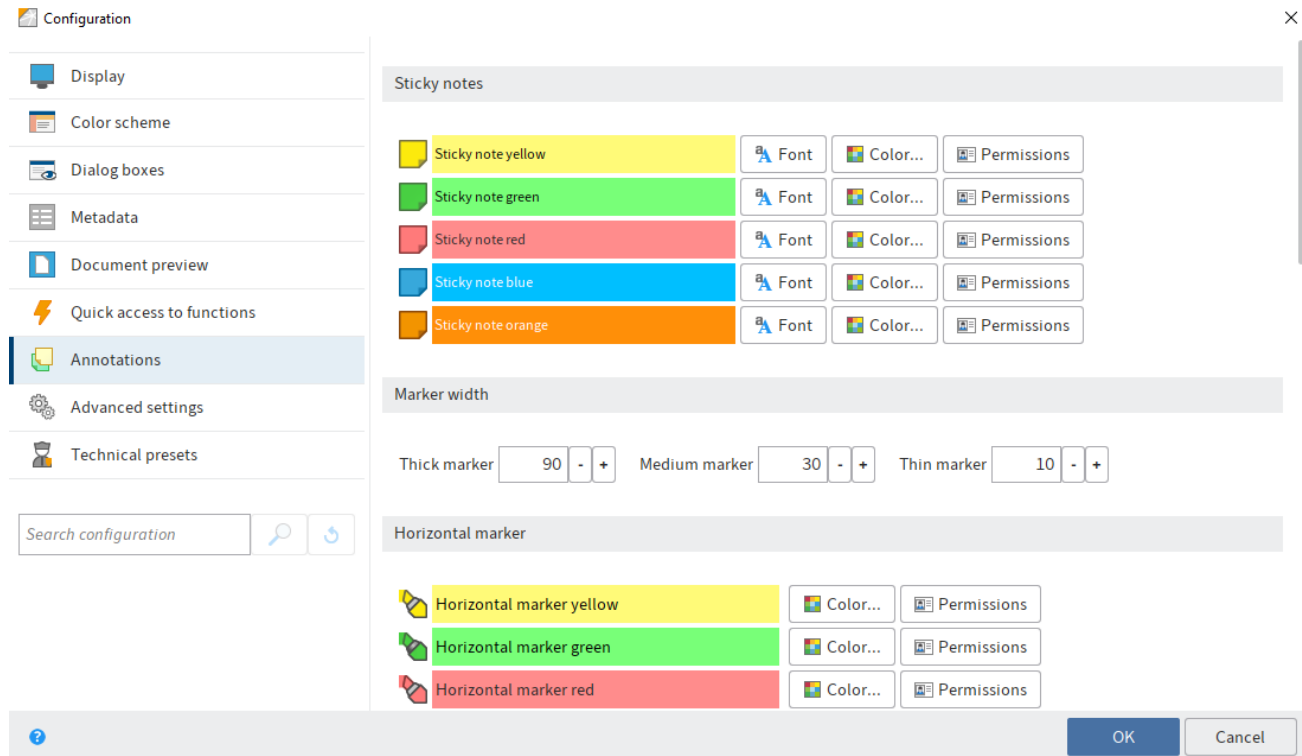 Configuration
Display
Color scheme
Dialog boxes
Metadata
Document preview
Quick access to functions
Annotations
Advanced settings
Technical presets
Search configuration
Sticky notes
Sticky note yellow Font Color... Permissions
Sticky note green Font Color... Permissions
Sticky note red Font Color... Permissions
Sticky note blue Font Color... Permissions
Sticky note orange Font Color... Permissions
Marker width
Thick marker 90 - + Medium marker 30 - + Thin marker 10 - +
Horizontal marker
Horizontal marker yellow Color... Permissions
Horizontal marker green Color... Permissions
Horizontal marker red Color... Permissions
? OK Cancel